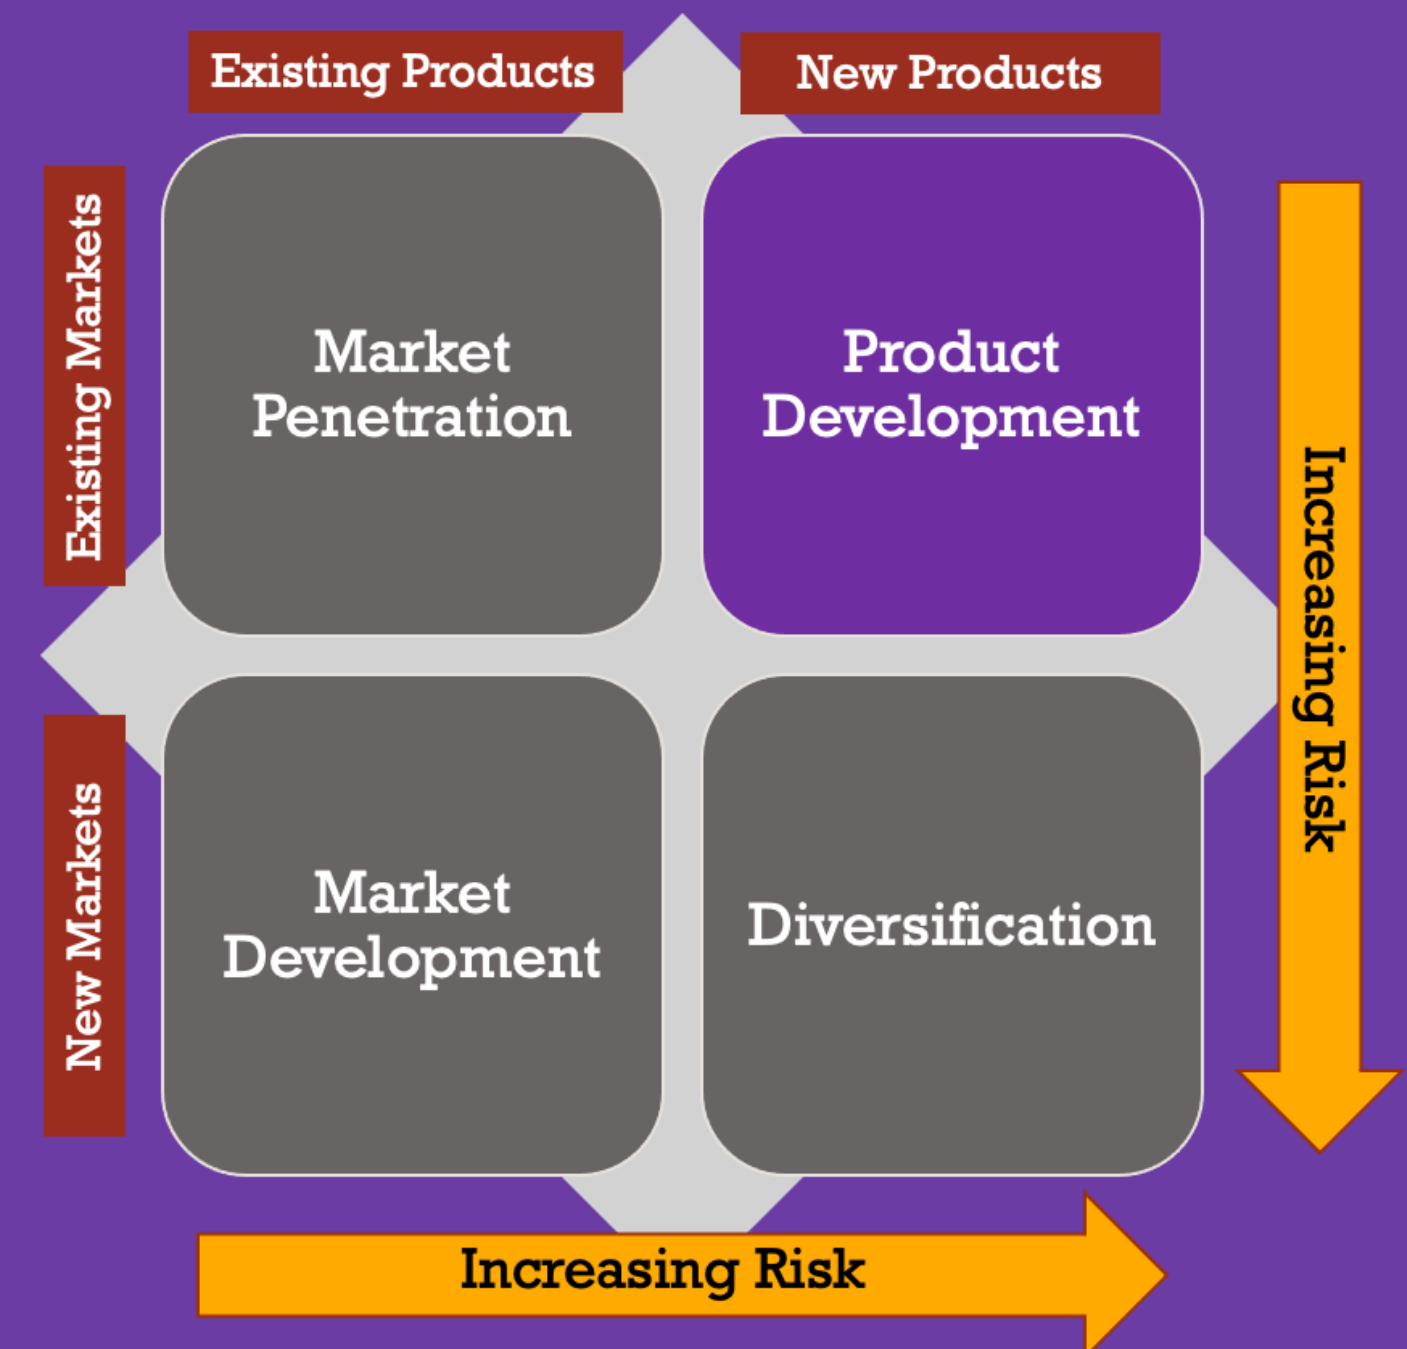 Existing Products
New Products
Existing Markets
Market
Penetration
Product
Development
Increasing Risk
New Markets
Market
Development
Diversification
Increasing Risk